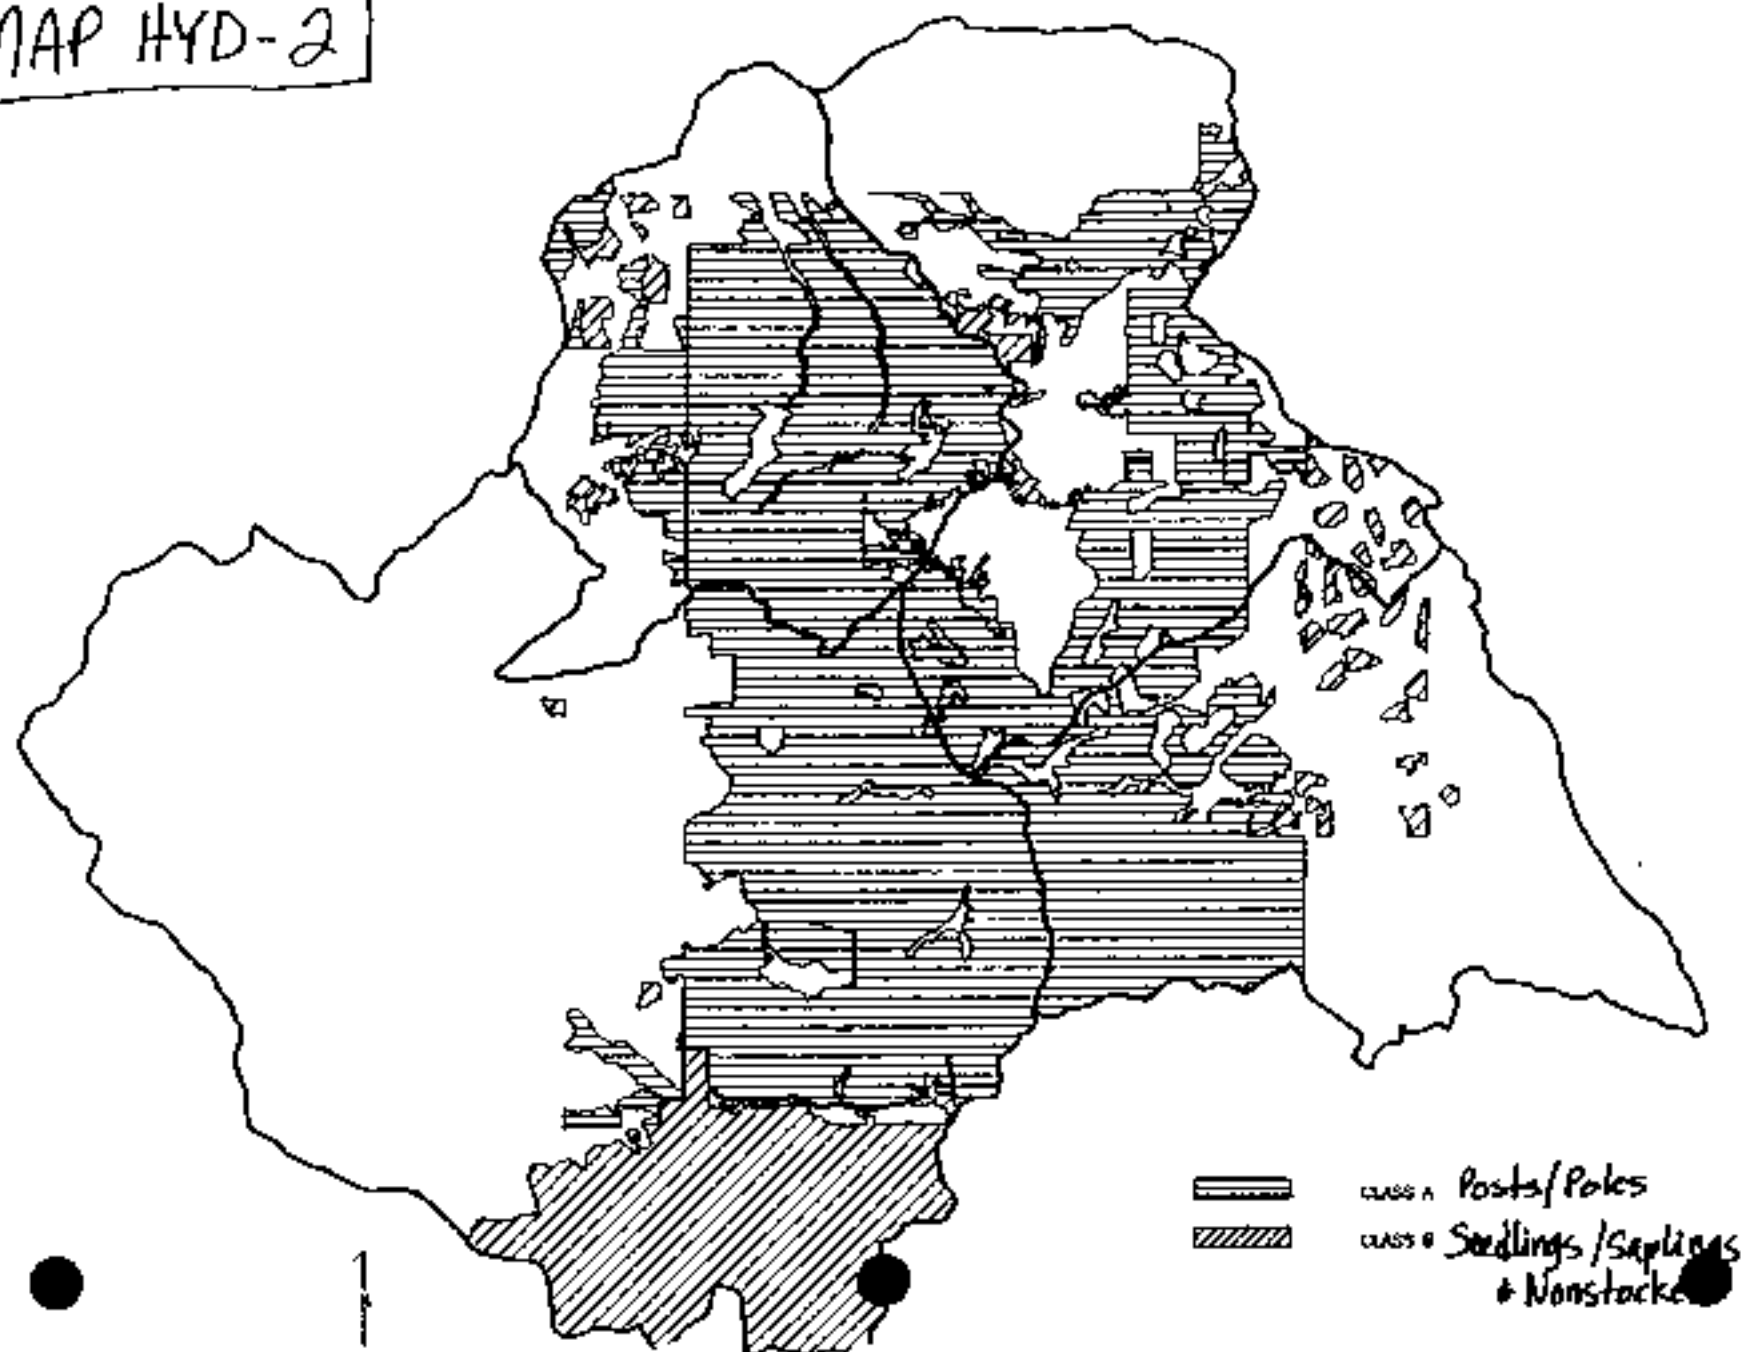 MAP HYD-2
CLASS A Posts/Poles
CLASS B Seedlings/Saplings
& Nonstocked